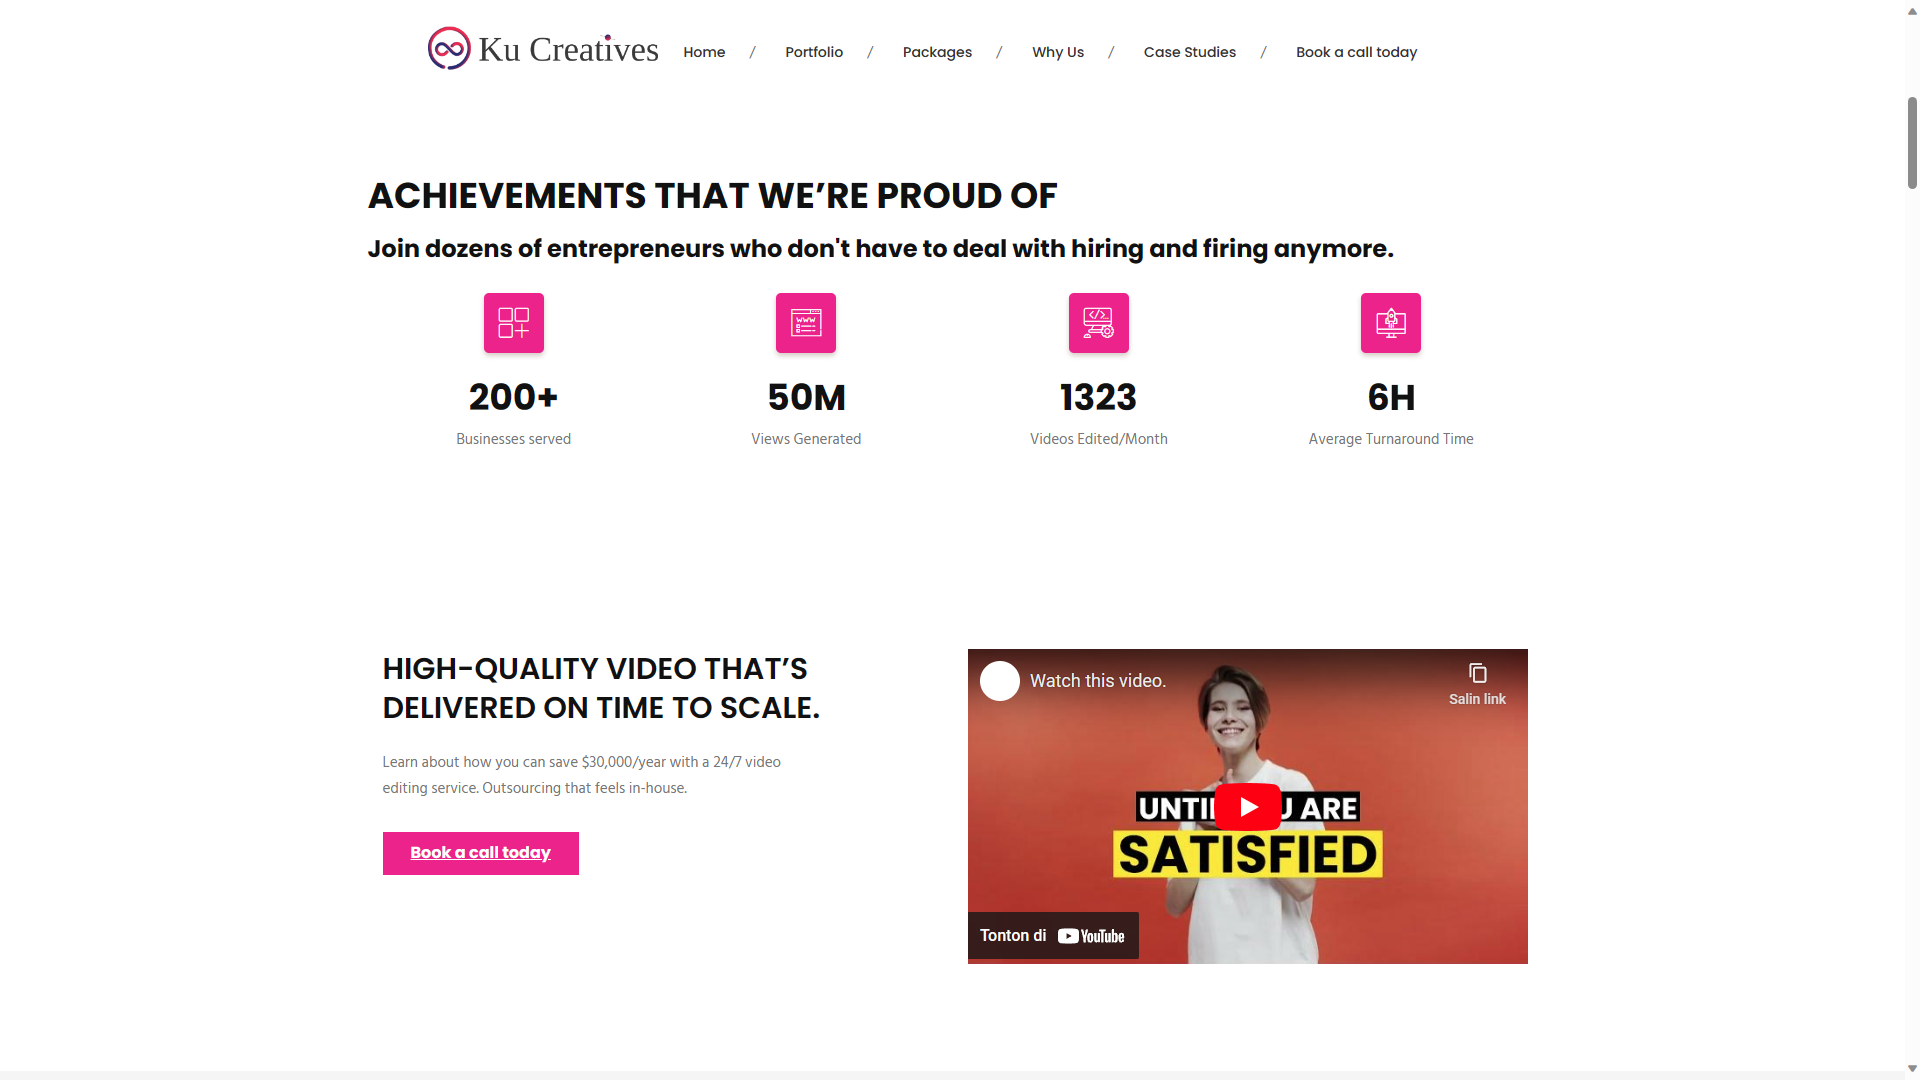 Ku Creatives
Home / Portfolio / Packages / Why Us / Case Studies / Book a call today
ACHIEVEMENTS THAT WE’RE PROUD OF
Join dozens of entrepreneurs who don't have to deal with hiring and firing anymore.
200+
Businesses served
50M
Views Generated
1323
Videos Edited/Month
6H
Average Turnaround Time
HIGH-QUALITY VIDEO THAT’S
DELIVERED ON TIME TO SCALE.
Learn about how you can save $30,000/year with a 24/7 video
editing service. Outsourcing that feels in-house.
Book a call today
Watch this video.
Salin link
ARE
SATISFIED
Tonton di YouTube